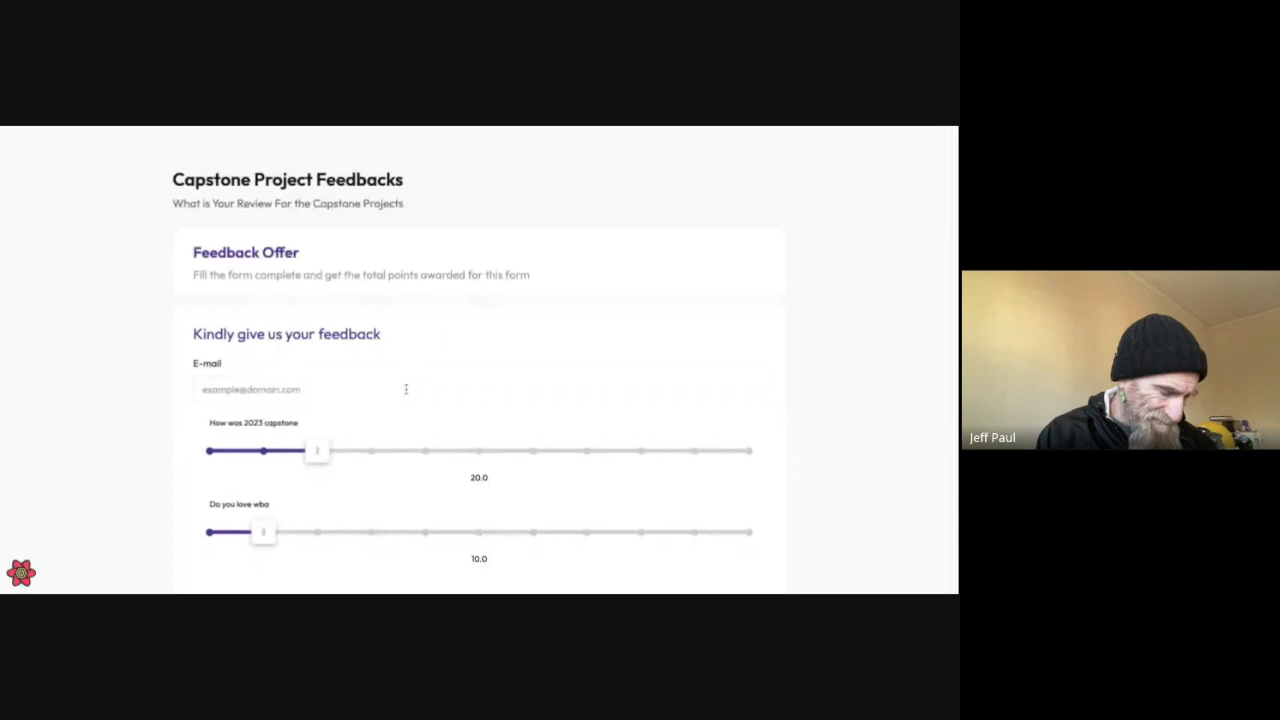 Capstone Project Feedbacks
What is Your Review For the Capstone Projects
Feedback Offer
Fill the form complete and get the total points awarded for this form
Kindly give us your feedback
E-mail
example@domain.com
How was 2023 capstone
20.0
Do you love wba
10.0
Jeff Paul